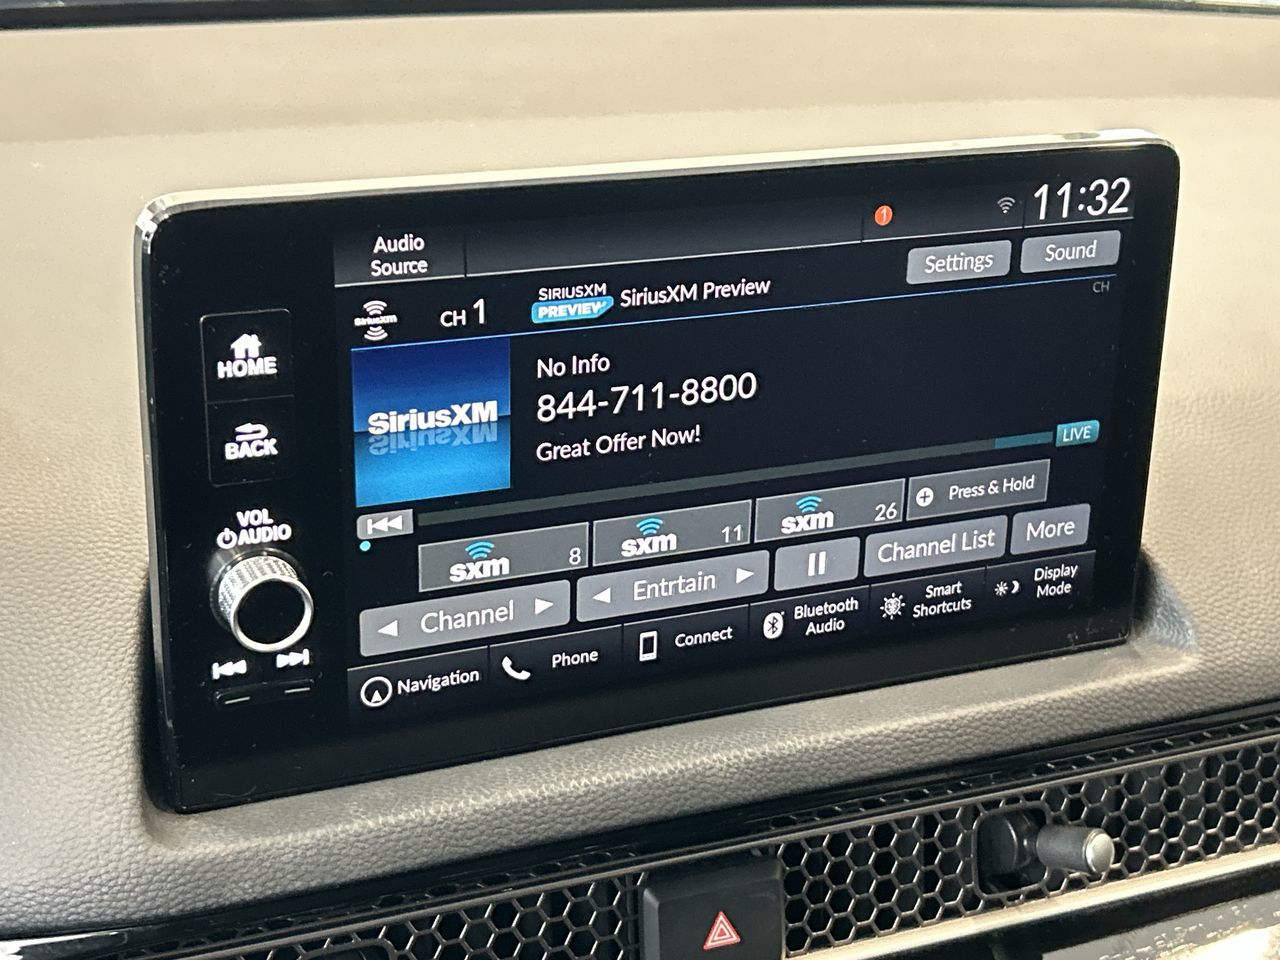 11:32
1
Audio
Source
Settings
Sound
SiriusXM
CH 1
SIRIUSXM
PREVIEW
SiriusXM Preview
CH
HOME
BACK
VOL
AUDIO
SiriusXM
No Info
844-711-8800
Great Offer Now!
LIVE
sxm 8
sxm 11
sxm 26
Press & Hold
Channel
Entrtain
Channel List
More
Navigation
Phone
Connect
Bluetooth
Audio
Smart
Shortcuts
Display
Mode